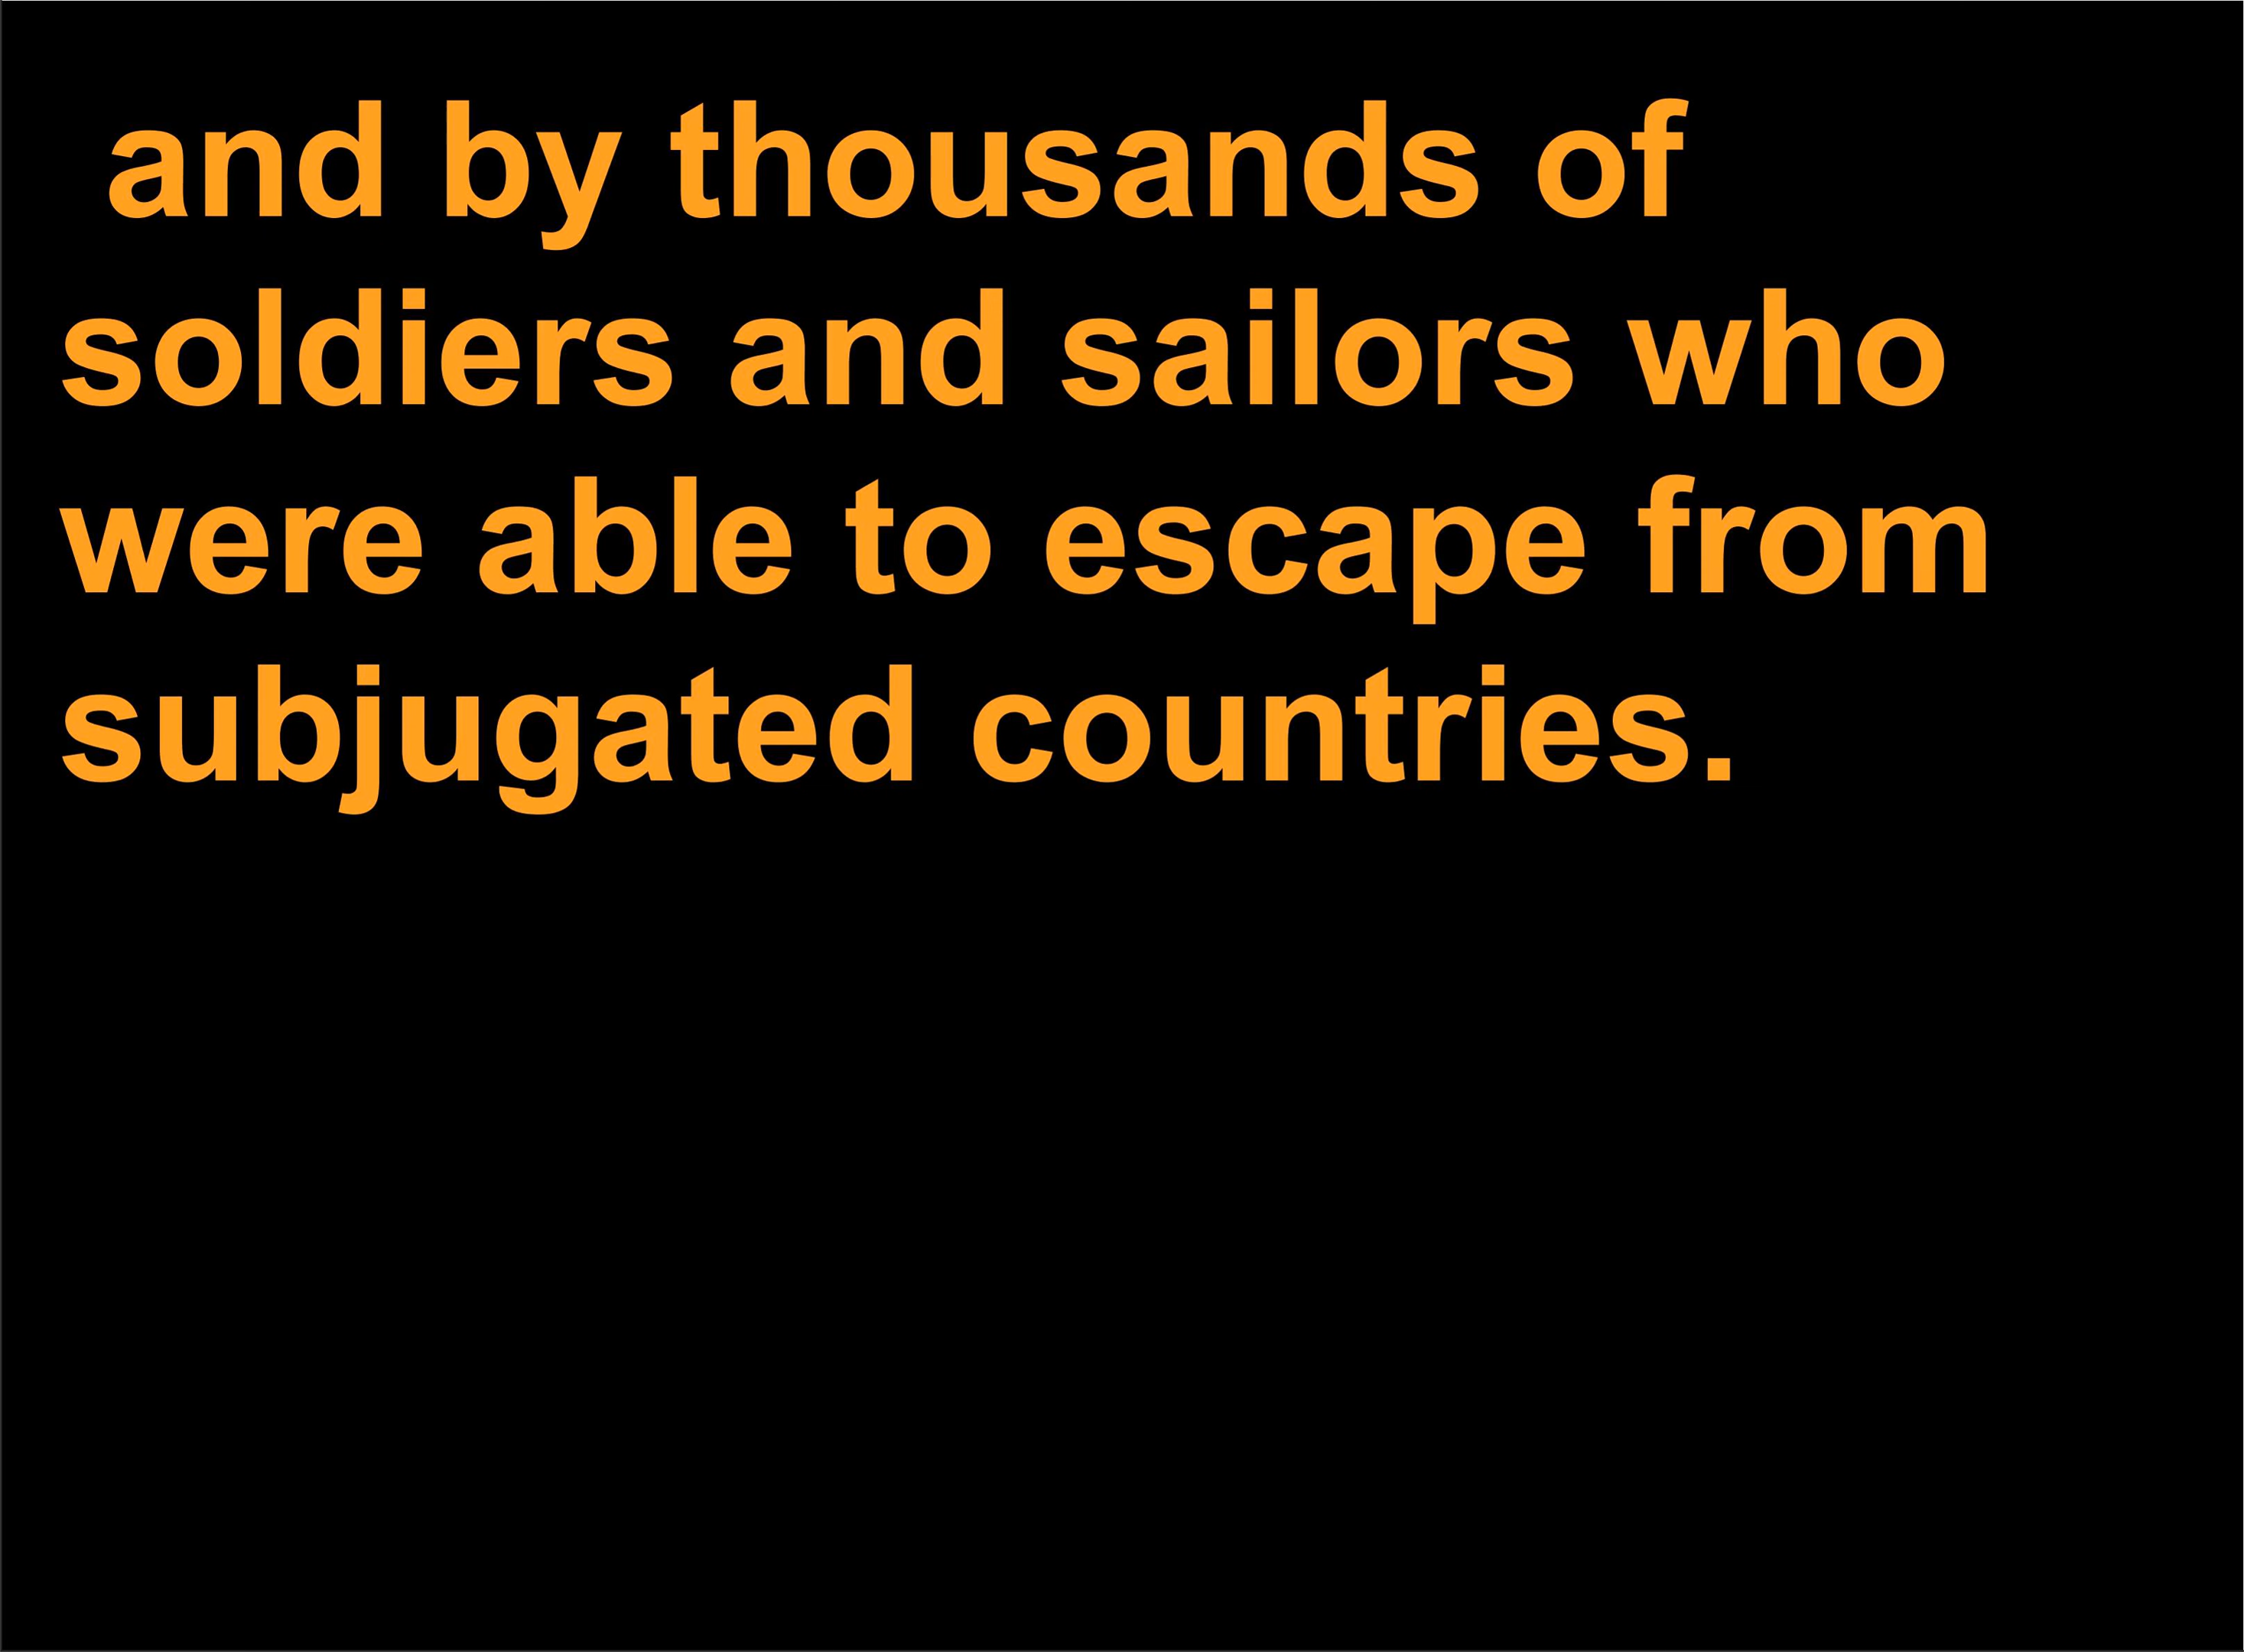 and by thousands of
soldiers and sailors who
were able to escape from
subjugated countries.